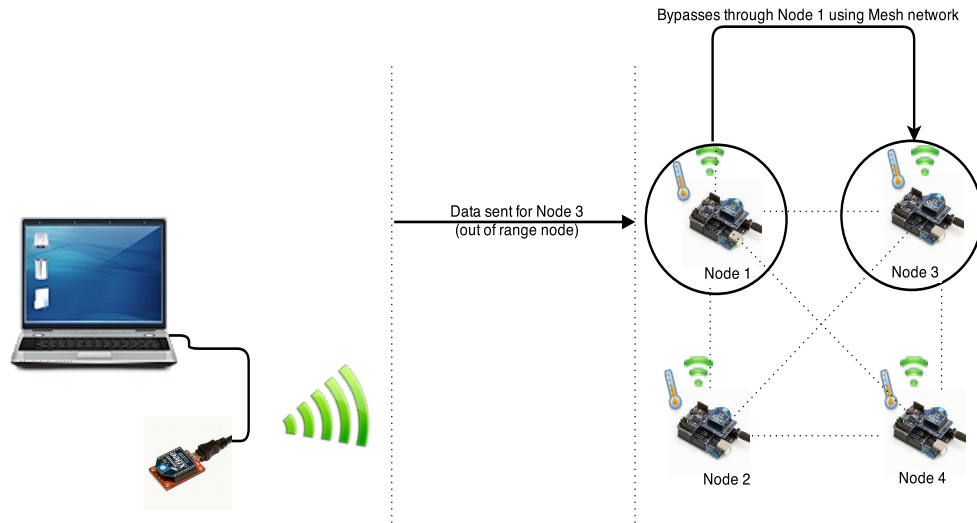 Bypasses through Node 1 using Mesh network
Data sent for Node 3
(out of range node)
Node 1
Node 3
XBee
Node 2
Node 4